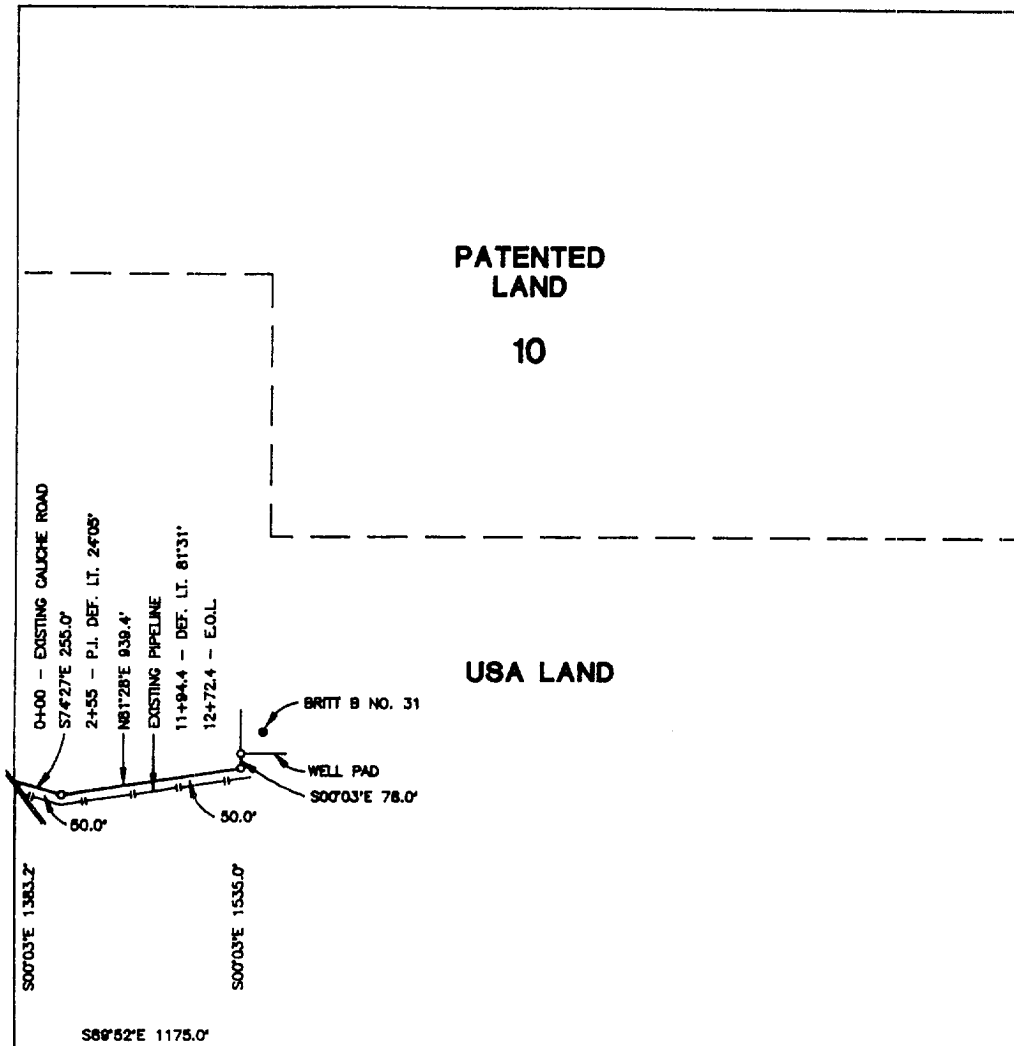 PATENTED
LAND
10
0+00 - EXISTING CALICHE ROAD
S74°27'E 255.0'
2+55 - P.I. DEF. LT. 24°05'
N81°28'E 939.4'
EXISTING PIPELINE
11+94.4 - DEF. LT. 81°31'
12+72.4 - E.O.L.
USA LAND
BRITT B NO. 31
WELL PAD
S00°03'E 78.0'
50.0'
50.0'
S00°03'E 1383.2'
S00°03'E 1535.0'
S89°52'E 1175.0'